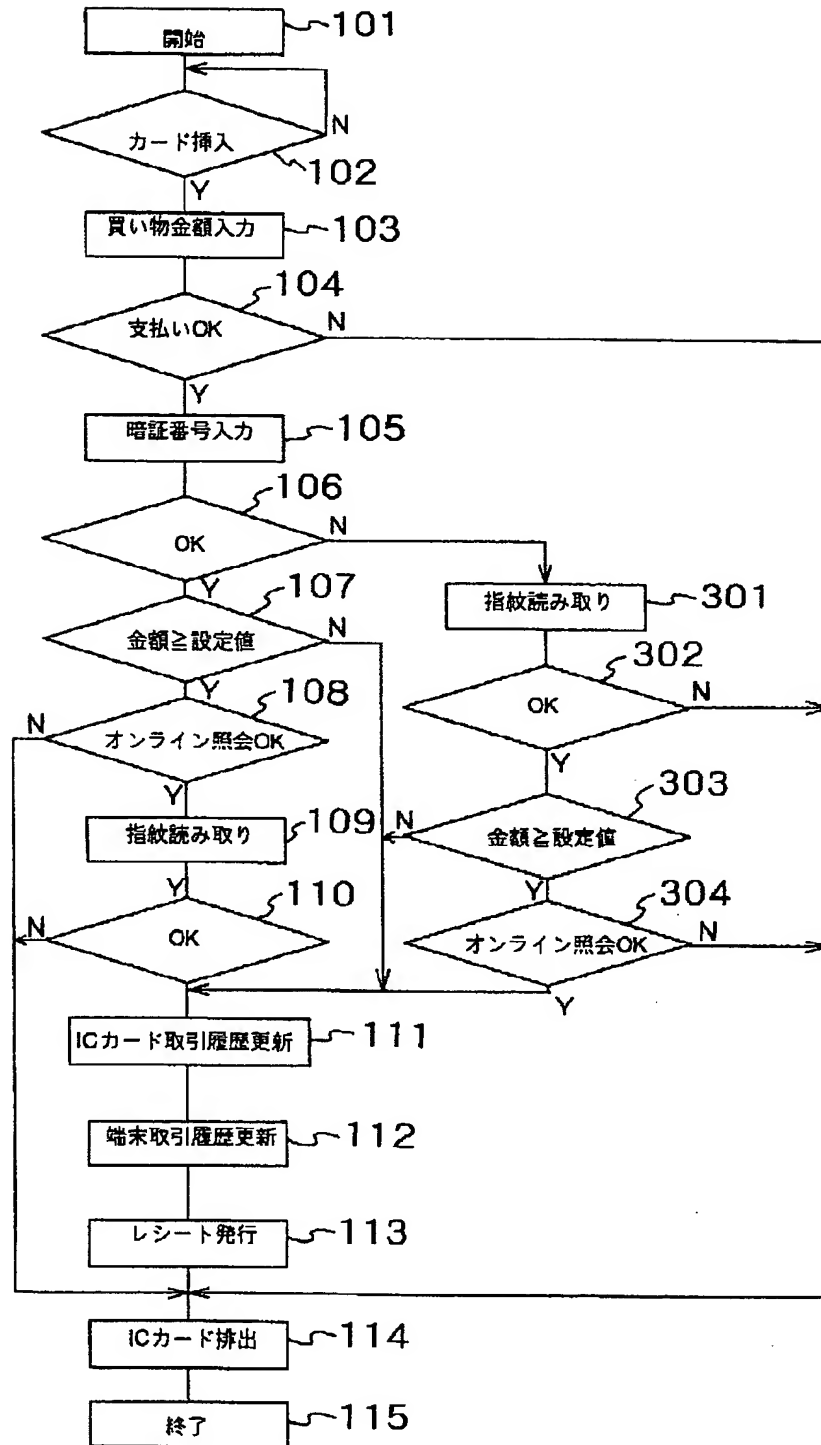 開始
101
カード挿入
N
102
Y
買い物金額入力
103
104
支払いOK
N
Y
暗証番号入力
105
106
OK
N
Y
107
金額≧設定値
N
Y
指紋読み取り
301
302
OK
N
Y
108
N
オンライン照会OK
Y
303
N
金額≧設定値
Y
指紋読み取り
109
Y
110
N
OK
304
オンライン照会OK
N
Y
ICカード取引履歴更新
111
端末取引履歴更新
112
レシート発行
113
ICカード排出
114
終了
115